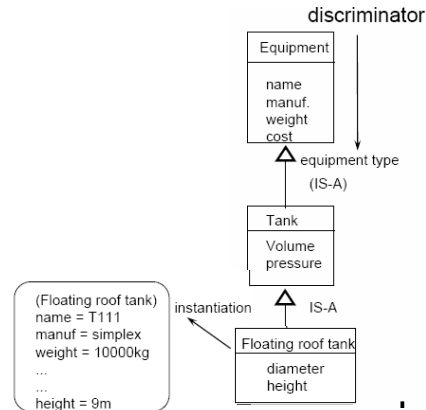 discriminator
Equipment
name
manuf.
weight
cost
equipment type
(IS-A)
Tank
Volume
pressure
(Floating roof tank)
name = T111
manuf = simplex
weight = 10000kg
...
...
height = 9m
instantiation
IS-A
Floating roof tank
diameter
height